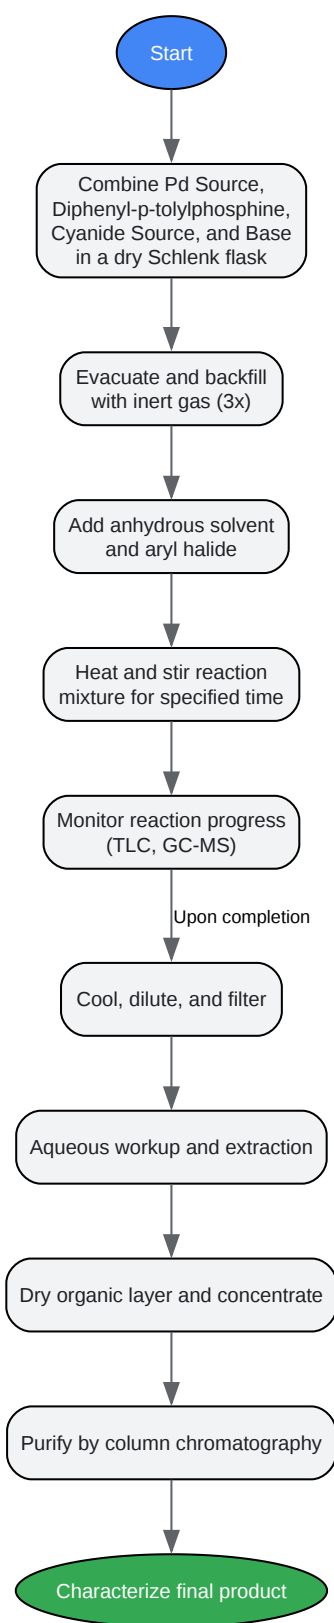 Start
Combine Pd Source,
Diphenyl-p-tolylphosphine,
Cyanide Source, and Base
in a dry Schlenk flask
Evacuate and backfill
with inert gas (3x)
Add anhydrous solvent
and aryl halide
Heat and stir reaction
mixture for specified time
Monitor reaction progress
(TLC, GC-MS)
Upon completion
Cool, dilute, and filter
Aqueous workup and extraction
Dry organic layer and concentrate
Purify by column chromatography
Characterize final product